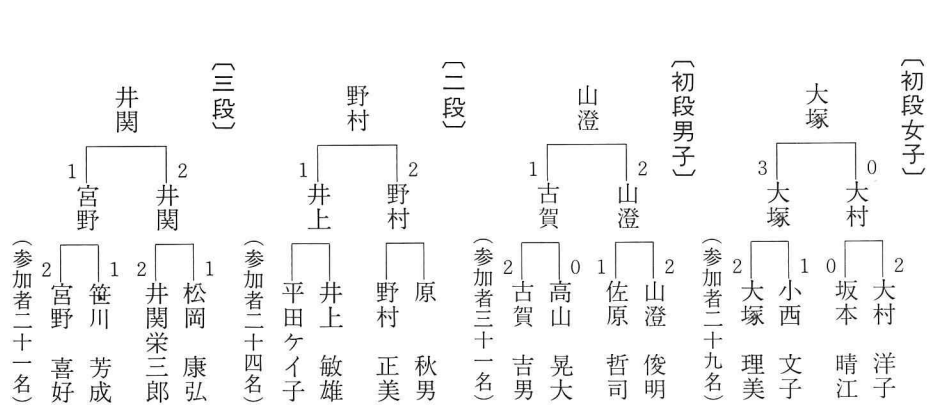 〔初段女子〕
大塚
0 大村
3 大塚
2 大村 洋子
0 坂本 晴江
1 小西 文子
2 大塚 理美
(参加者二十九名)
〔初段男子〕
山澄
2 山澄
1 古賀
2 山澄 俊明
1 佐原 哲司
0 高山 晃大
2 古賀 吉男
(参加者三十一名)
〔二段〕
野村
2 野村
1 井上
原 秋男
野村 正美
井上 敏雄
平田ケイ子
(参加者二十四名)
〔三段〕
井関
2 井関
1 宮野
1 松岡 康弘
2 井関栄三郎
1 笹川 芳成
2 宮野 喜好
(参加者二十一名)